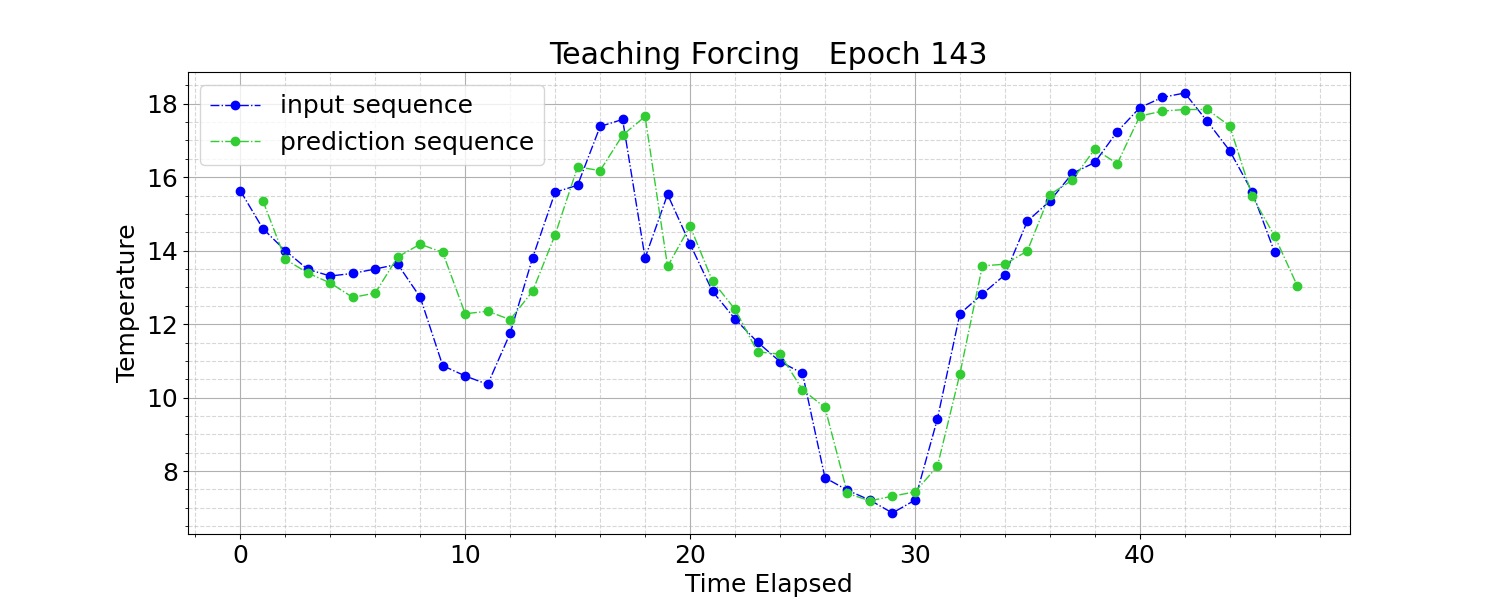 Teaching Forcing   Epoch 143
input sequence
prediction sequence
18
16
14
12
10
8
Temperature
0 10 20 30 40
Time Elapsed